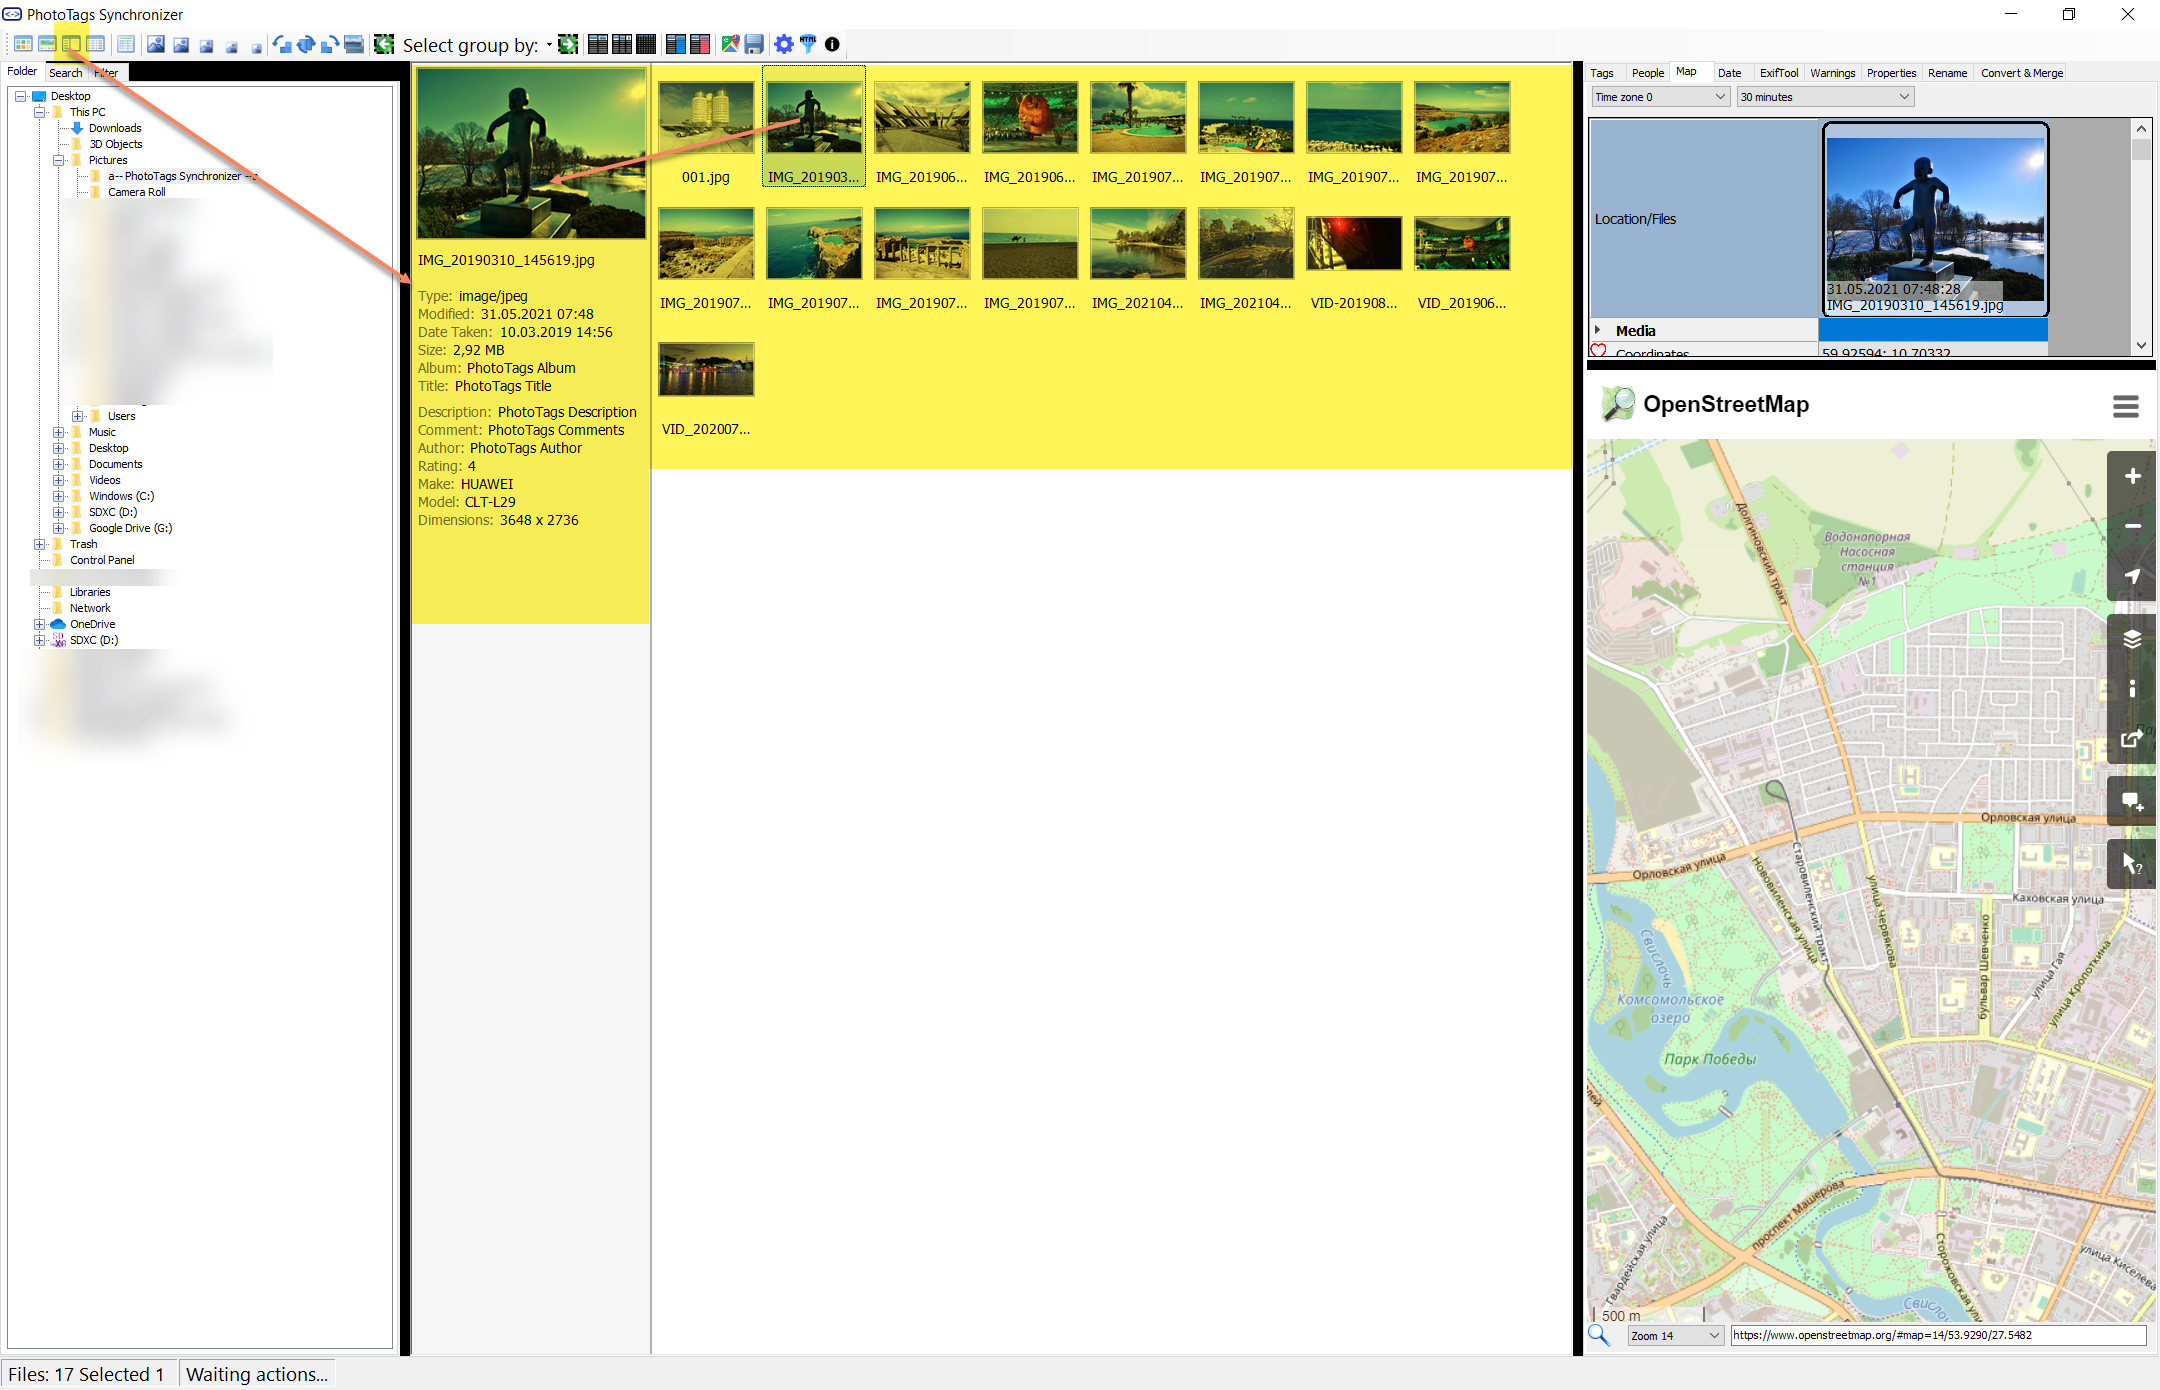 PhotoTags Synchronizer
Select group by:
HTML
Folder
Search
Filter
Desktop
This PC
Downloads
3D Objects
Pictures
a-- PhotoTags Synchronizer --a
Camera Roll
Users
Music
Desktop
Documents
Videos
Windows (C:)
SDXC (D:)
Google Drive (G:)
Trash
Control Panel
Libraries
Network
OneDrive
SDXC (D:)
IMG_20190310_145619.jpg
Type: image/jpeg
Modified: 31.05.2021 07:48
Date Taken: 10.03.2019 14:56
Size: 2,92 MB
Album: PhotoTags Album
Title: PhotoTags Title
Description: PhotoTags Description
Comment: PhotoTags Comments
Author: PhotoTags Author
Rating: 4
Make: HUAWEI
Model: CLT-L29
Dimensions: 3648 x 2736
001.jpg
IMG_201903...
IMG_201906...
IMG_201906...
IMG_201907...
IMG_201907...
IMG_201907...
IMG_201907...
IMG_201907...
IMG_201907...
IMG_201907...
IMG_201907...
IMG_202104...
IMG_202104...
VID-201908...
VID_201906...
VID_202007...
Tags
People
Map
Date
ExifTool
Warnings
Properties
Rename
Convert & Merge
Time zone 0
30 minutes
Location/Files
31.05.2021 07:48:28
IMG_20190310_145619.jpg
Media
Coordinates
59.92594; 10.70332
OpenStreetMap
Долгиновский тракт
Водонапорная
Насосная
станция
№1
Орловская улица
Орловская улица
Старовиленский тракт
Нововиленская улица
улица Червякова
Каховская улица
бульвар Шевченко
улица Гая
улица Кропоткина
Свислочь
Комсомольское
озеро
Парк Победы
проспект Машерова
Гвардейская улица
Сторожовская ул
улица Киселёва
Свисло
500 m
Zoom 14
https://www.openstreetmap.org/#map=14/53.9290/27.5482
Files: 17 Selected 1
Waiting actions...